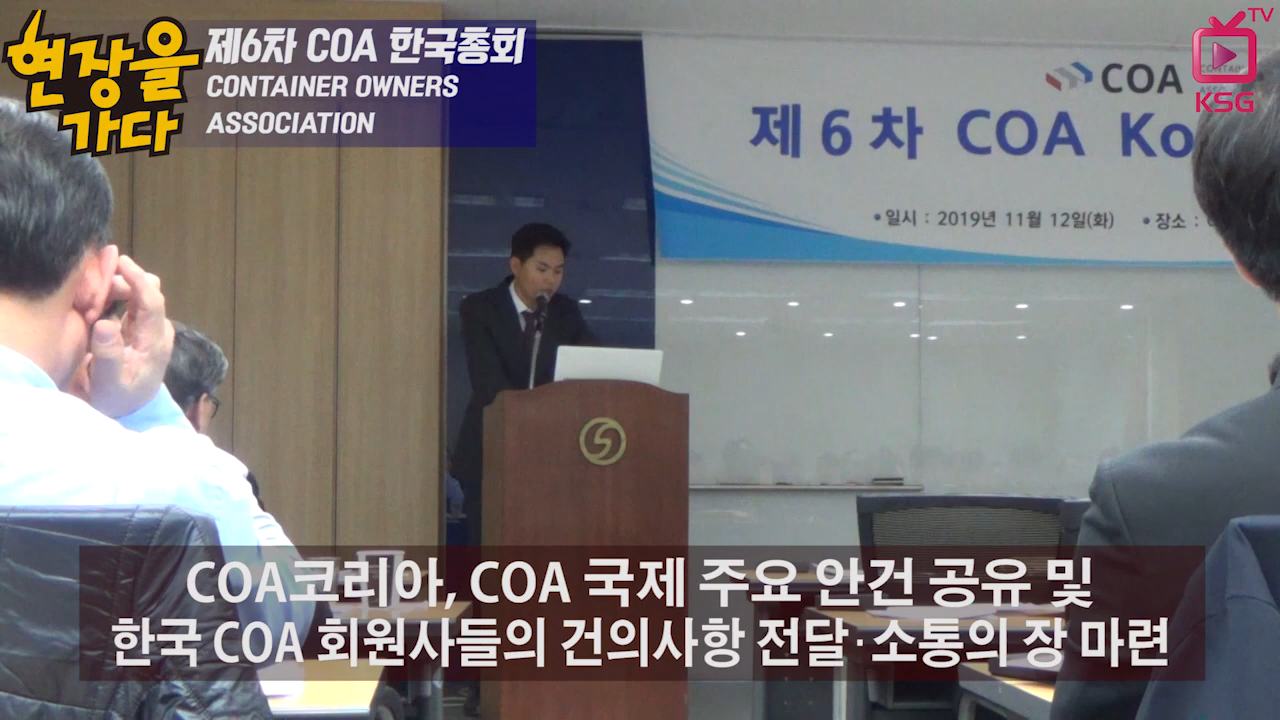 현장을
가다
제6차 COA 한국총회
CONTAINER OWNERS
ASSOCIATION
TV
KSG
COA
제 6 차 COA Ko
•일시 : 2019년 11월 12일(화) •장소 :
COA코리아, COA 국제 주요 안건 공유 및
한국 COA 회원사들의 건의사항 전달·소통의 장 마련